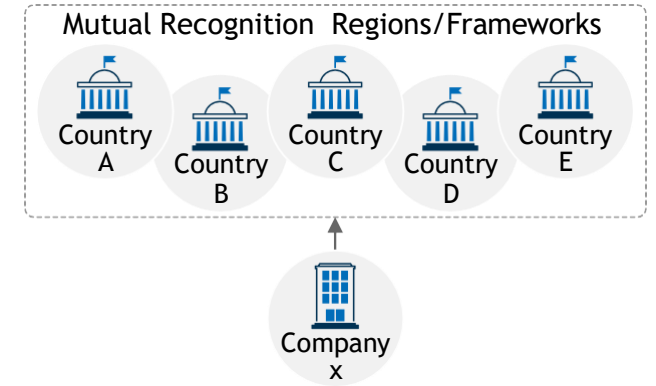 Mutual Recognition Regions/Frameworks
Country
A
Country
B
Country
C
Country
D
Country
E
Company
x